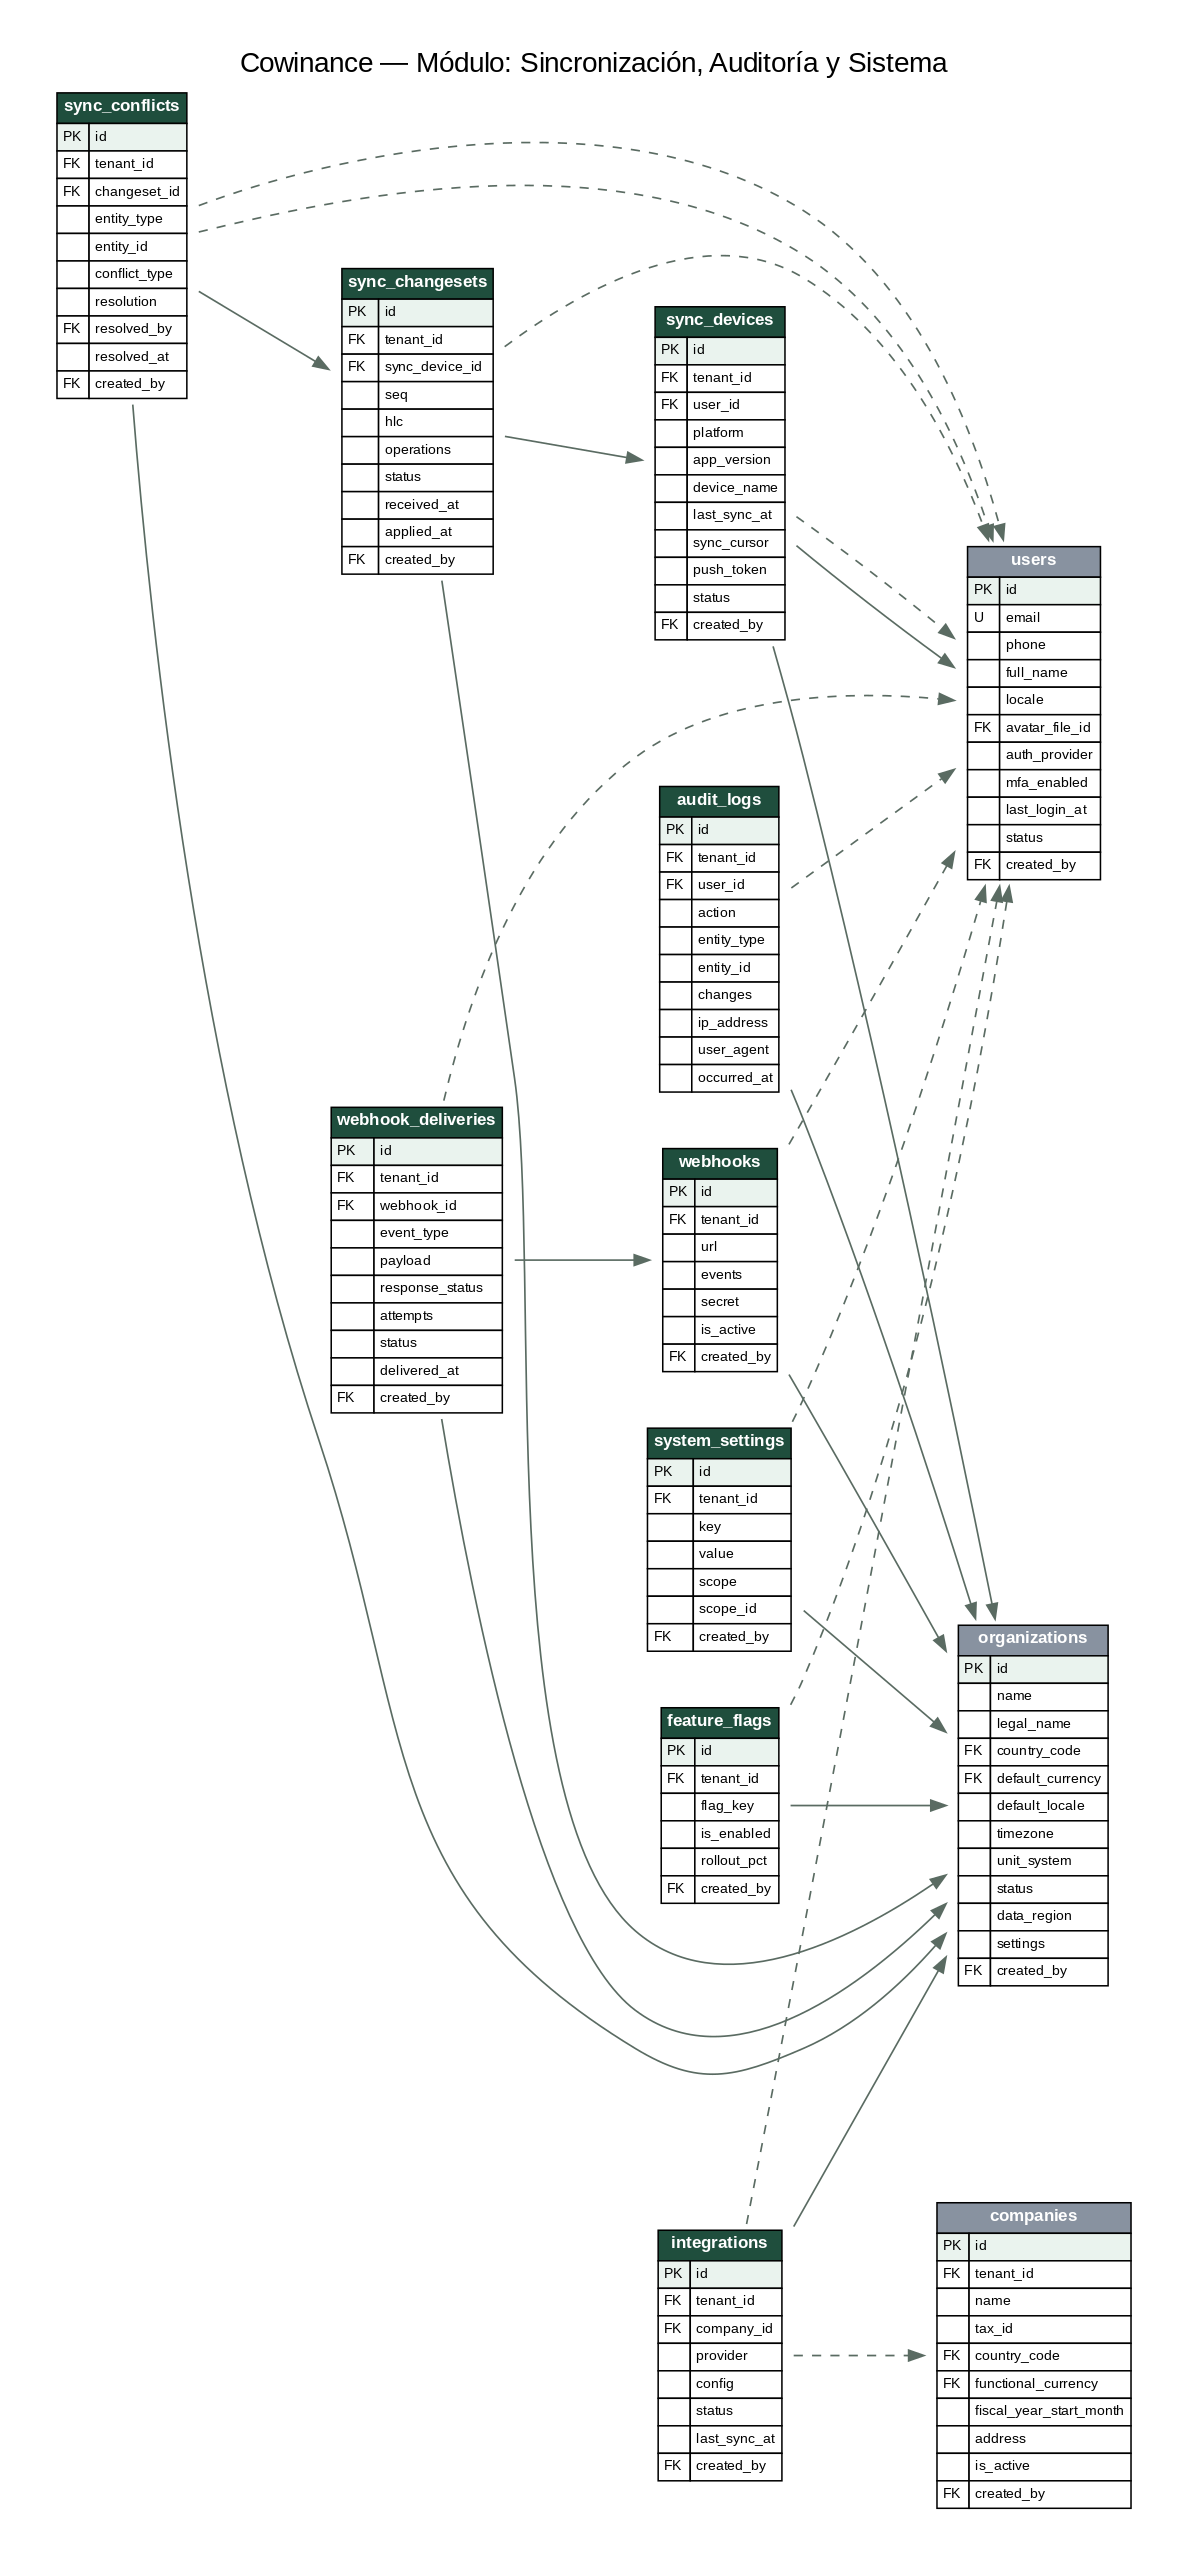 Cowinance — Módulo: Sincronización, Auditoría y Sistema
sync_conflicts
PK id
FK tenant_id
FK changeset_id
entity_type
entity_id
conflict_type
resolution
FK resolved_by
resolved_at
FK created_by
sync_changesets
PK id
FK tenant_id
FK sync_device_id
seq
hlc
operations
status
received_at
applied_at
FK created_by
sync_devices
PK id
FK tenant_id
FK user_id
platform
app_version
device_name
last_sync_at
sync_cursor
push_token
status
FK created_by
users
PK id
U email
phone
full_name
locale
FK avatar_file_id
auth_provider
mfa_enabled
last_login_at
status
FK created_by
audit_logs
PK id
FK tenant_id
FK user_id
action
entity_type
entity_id
changes
ip_address
user_agent
occurred_at
webhook_deliveries
PK id
FK tenant_id
FK webhook_id
event_type
payload
response_status
attempts
status
delivered_at
FK created_by
webhooks
PK id
FK tenant_id
url
events
secret
is_active
FK created_by
system_settings
PK id
FK tenant_id
key
value
scope
scope_id
FK created_by
organizations
PK id
name
legal_name
FK country_code
FK default_currency
default_locale
timezone
unit_system
status
data_region
settings
FK created_by
feature_flags
PK id
FK tenant_id
flag_key
is_enabled
rollout_pct
FK created_by
integrations
PK id
FK tenant_id
FK company_id
provider
config
status
last_sync_at
FK created_by
companies
PK id
FK tenant_id
name
tax_id
FK country_code
FK functional_currency
fiscal_year_start_month
address
is_active
FK created_by